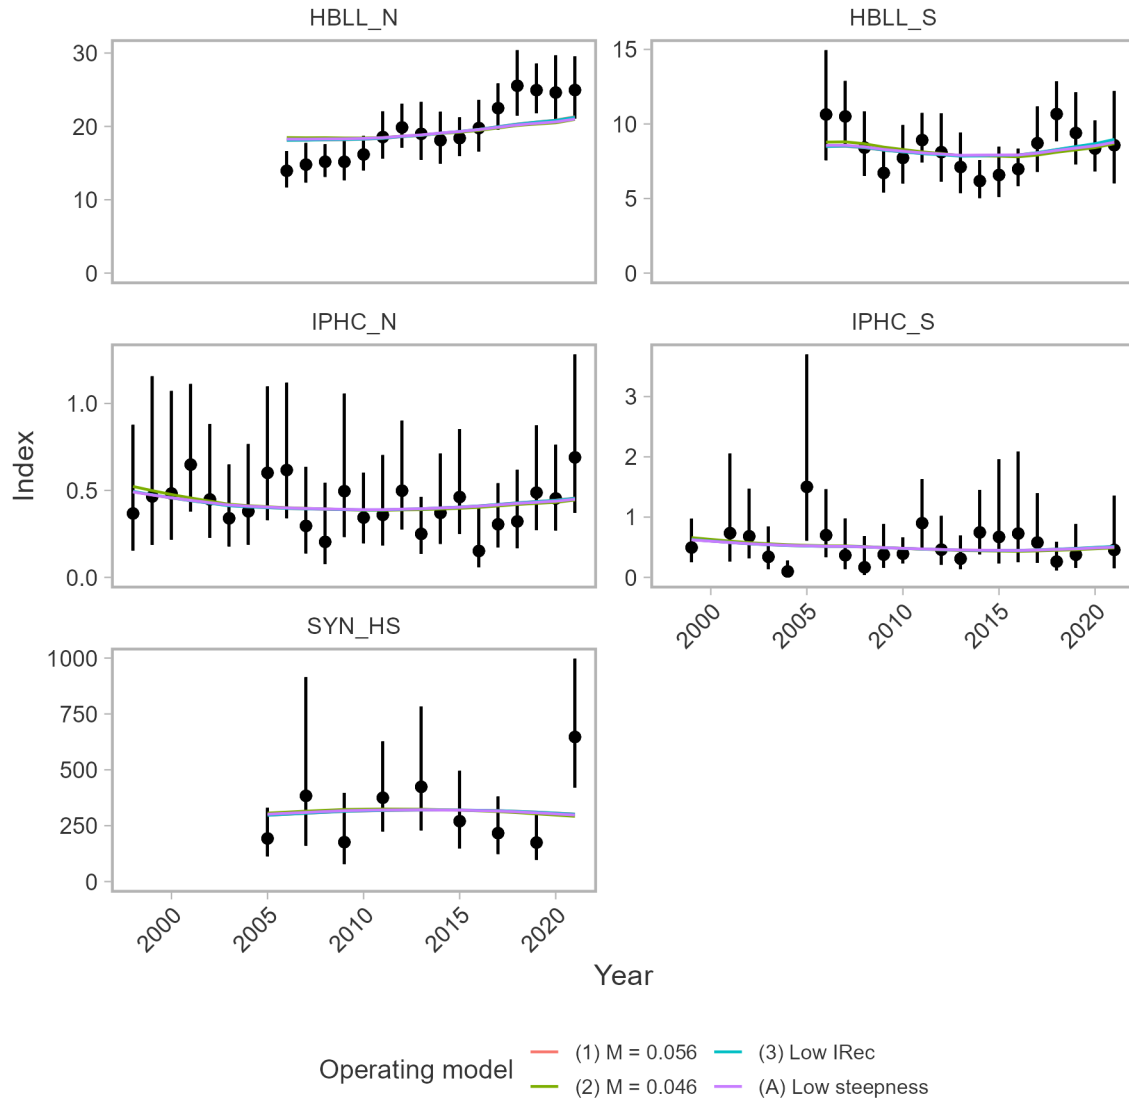 HBLL_N
HBLL_S
30
20
10
0
15
10
5
0
IPHC_N
IPHC_S
1.0
0.5
0.0
3
2
1
0
Index
2000
2005
2010
2015
2020
SYN_HS
1000
750
500
250
0
2000
2005
2010
2015
2020
Year
Operating model
(1) M = 0.056
(3) Low IRec
(2) M = 0.046
(A) Low steepness